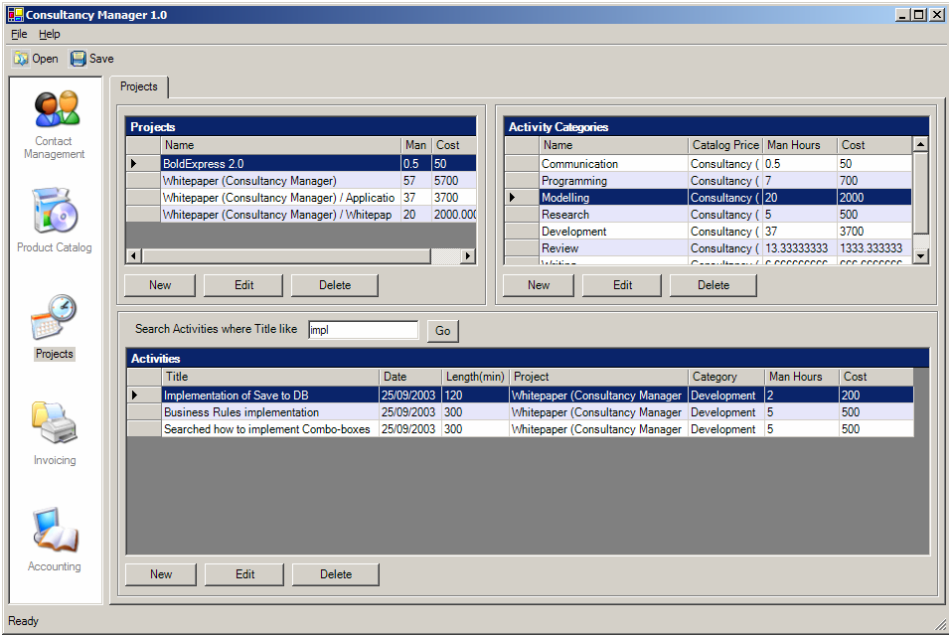 Consultancy Manager 1.0
File Help
Open Save
Contact Management
Product Catalog
Projects
Invoicing
Accounting
Projects
Projects
Name Man Cost
BoldExpress 2.0 0.5 50
Whitepaper (Consultancy Manager) 57 5700
Whitepaper (Consultancy Manager) / Applicatio 37 3700
Whitepaper (Consultancy Manager) / Whitepap 20 2000.000
New Edit Delete
Activity Categories
Name Catalog Price Man Hours Cost
Communication Consultancy ( 0.5 50
Programming Consultancy ( 7 700
Modelling Consultancy ( 20 2000
Research Consultancy ( 5 500
Development Consultancy ( 37 3700
Review Consultancy ( 13.33333333 1333.333333
New Edit Delete
Search Activities where Title like impl Go
Activities
Title Date Length(min) Project Category Man Hours Cost
Implementation of Save to DB 25/09/2003 120 Whitepaper (Consultancy Manager Development 2 200
Business Rules implementation 25/09/2003 300 Whitepaper (Consultancy Manager Development 5 500
Searched how to implement Combo-boxes 25/09/2003 300 Whitepaper (Consultancy Manager Development 5 500
New Edit Delete
Ready